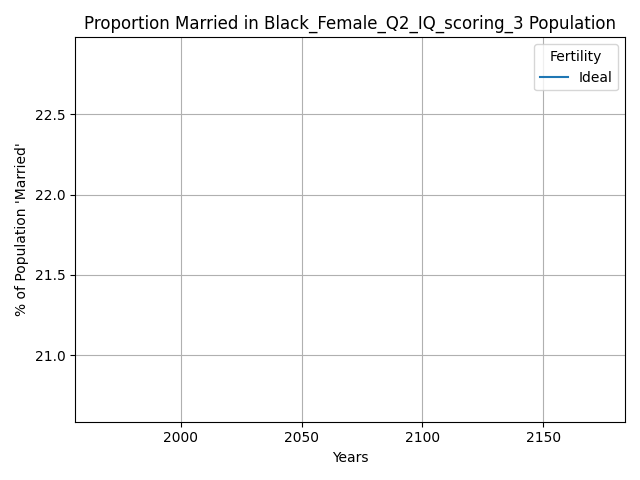 Proportion Married in Black_Female_Q2_IQ_scoring_3 Population
Fertility
Ideal
% of Population 'Married'
22.5
22.0
21.5
21.0
2000
2050
2100
2150
Years